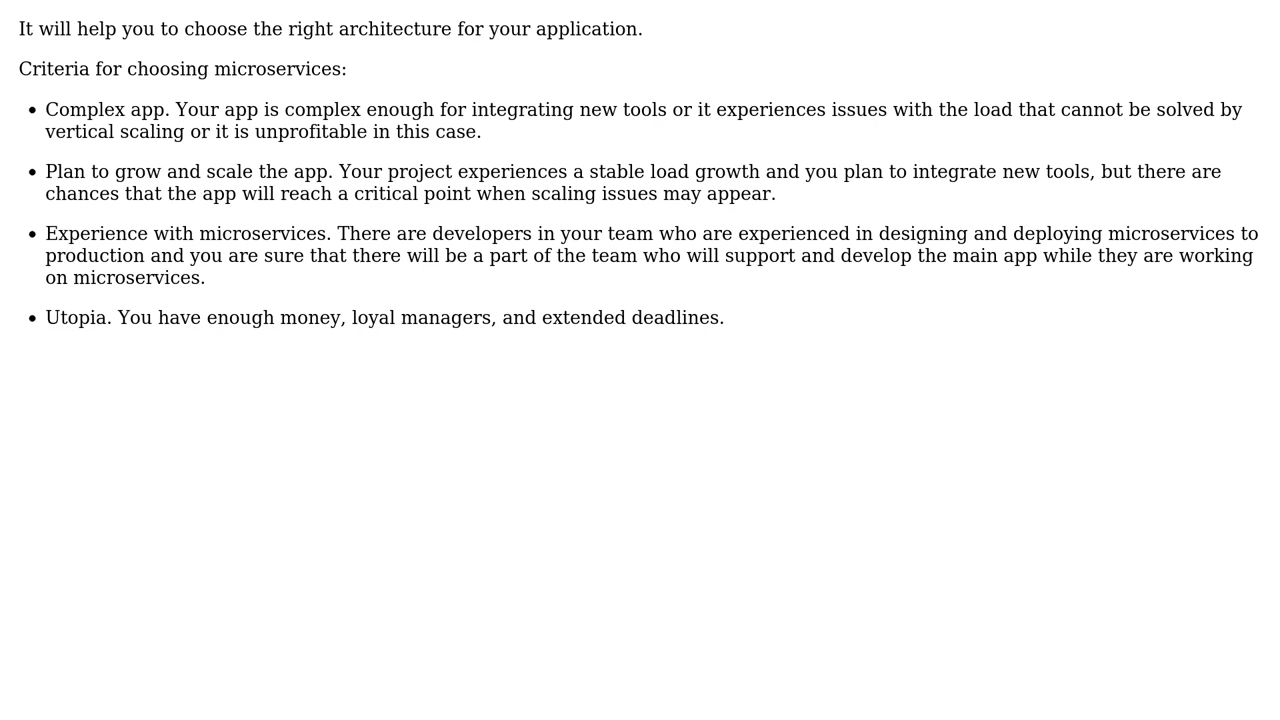 It will help you to choose the right architecture for your application.
Criteria for choosing microservices:
• Complex app. Your app is complex enough for integrating new tools or it experiences issues with the load that cannot be solved by
vertical scaling or it is unprofitable in this case.
• Plan to grow and scale the app. Your project experiences a stable load growth and you plan to integrate new tools, but there are
chances that the app will reach a critical point when scaling issues may appear.
• Experience with microservices. There are developers in your team who are experienced in designing and deploying microservices to
production and you are sure that there will be a part of the team who will support and develop the main app while they are working
on microservices.
• Utopia. You have enough money, loyal managers, and extended deadlines.